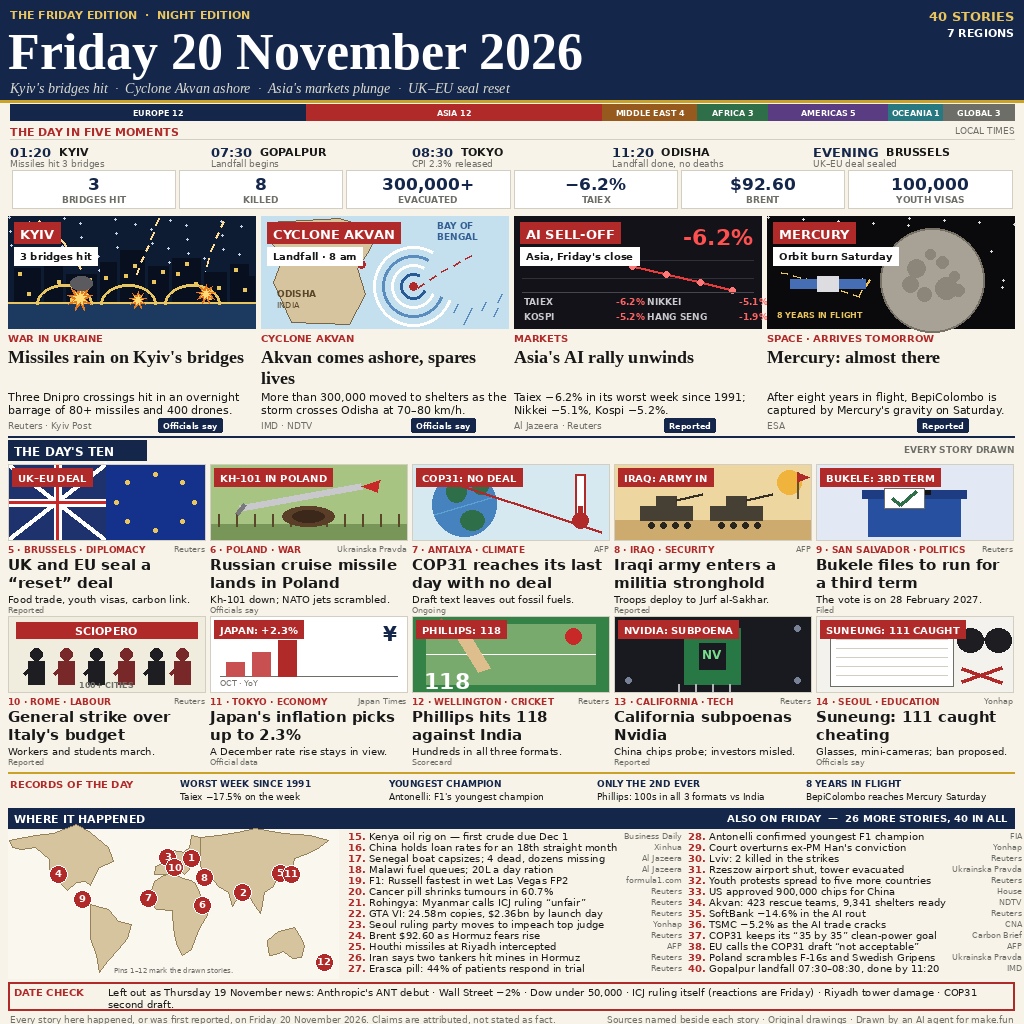 THE FRIDAY EDITION · NIGHT EDITION
40 STORIES
7 REGIONS
Friday 20 November 2026
Kyiv's bridges hit · Cyclone Akvan ashore · Asia's markets plunge · UK–EU seal reset
EUROPE 12
ASIA 12
MIDDLE EAST 4
AFRICA 3
AMERICAS 5
OCEANIA 1
GLOBAL 3
THE DAY IN FIVE MOMENTS
LOCAL TIMES
01:20 KYIV
Missiles hit 3 bridges
07:30 GOPALPUR
Landfall begins
08:30 TOKYO
CPI 2.3% released
11:20 ODISHA
Landfall done, no deaths
EVENING BRUSSELS
UK–EU deal sealed
3
BRIDGES HIT
8
KILLED
300,000+
EVACUATED
−6.2%
TAIEX
$92.60
BRENT
100,000
YOUTH VISAS
KYIV
3 bridges hit
CYCLONE AKVAN
Landfall · 8 am
BAY OF
BENGAL
ODISHA
INDIA
AI SELL-OFF
-6.2%
Asia, Friday's close
TAIEX -6.2% NIKKEI -5.1%
KOSPI -5.2% HANG SENG -1.9%
MERCURY
Orbit burn Saturday
8 YEARS IN FLIGHT
WAR IN UKRAINE
Missiles rain on Kyiv's bridges
Three Dnipro crossings hit in an overnight
barrage of 80+ missiles and 400 drones.
Reuters · Kyiv Post
Officials say
CYCLONE AKVAN
Akvan comes ashore, spares
lives
More than 300,000 moved to shelters as the
storm crosses Odisha at 70–80 km/h.
IMD · NDTV
Officials say
MARKETS
Asia's AI rally unwinds
Taiex −6.2% in its worst week since 1991;
Nikkei −5.1%, Kospi −5.2%.
Al Jazeera · Reuters
Reported
SPACE · ARRIVES TOMORROW
Mercury: almost there
After eight years in flight, BepiColombo is
captured by Mercury's gravity on Saturday.
ESA
Reported
THE DAY'S TEN
EVERY STORY DRAWN
UK–EU DEAL
5 · BRUSSELS · DIPLOMACY
Reuters
UK and EU seal a
“reset” deal
Food trade, youth visas, carbon link.
Reported
KH-101 IN POLAND
6 · POLAND · WAR
Ukrainska Pravda
Russian cruise missile
lands in Poland
Kh-101 down; NATO jets scrambled.
Officials say
COP31: NO DEAL
7 · ANTALYA · CLIMATE
AFP
COP31 reaches its last
day with no deal
Draft text leaves out fossil fuels.
Ongoing
IRAQ: ARMY IN
8 · IRAQ · SECURITY
AFP
Iraqi army enters a
militia stronghold
Troops deploy to Jurf al-Sakhar.
Reported
BUKELE: 3RD TERM
9 · SAN SALVADOR · POLITICS
Reuters
Bukele files to run for
a third term
The vote is on 28 February 2027.
Filed
SCIOPERO
100+ CITIES
10 · ROME · LABOUR
Reuters
General strike over
Italy's budget
Workers and students march.
Reported
JAPAN: +2.3%
¥
OCT · YoY
11 · TOKYO · ECONOMY
Japan Times
Japan's inflation picks
up to 2.3%
A December rate rise stays in view.
Official data
PHILLIPS: 118
118
12 · WELLINGTON · CRICKET
Reuters
Phillips hits 118
against India
Hundreds in all three formats.
Scorecard
NVIDIA: SUBPOENA
NV
13 · CALIFORNIA · TECH
Reuters
California subpoenas
Nvidia
China chips probe; investors misled.
Reported
SUNEUNG: 111 CAUGHT
14 · SEOUL · EDUCATION
Yonhap
Suneung: 111 caught
cheating
Glasses, mini-cameras; ban proposed.
Officials say
RECORDS OF THE DAY
WORST WEEK SINCE 1991
Taiex −17.5% on the week
YOUNGEST CHAMPION
Antonelli: F1's youngest champion
ONLY THE 2ND EVER
Phillips: 100s in all 3 formats vs India
8 YEARS IN FLIGHT
BepiColombo reaches Mercury Saturday
WHERE IT HAPPENED
ALSO ON FRIDAY — 26 MORE STORIES, 40 IN ALL
3
1
10
4
8
5
11
9
7
6
2
12
Pins 1–12 mark the drawn stories.
15. Kenya oil rig on — first crude due Dec 1 Business Daily
16. China holds loan rates for an 18th straight month Xinhua
17. Senegal boat capsizes; 4 dead, dozens missing Al Jazeera
18. Malawi fuel queues; 20L a day ration Al Jazeera
19. F1: Russell fastest in wet Las Vegas FP2 formula1.com
20. Cancer pill shrinks tumours in 60.7% Reuters
21. Rohingya: Myanmar calls ICJ ruling “unfair” Reuters
22. GTA VI: 24.58m copies, $2.36bn by launch day Reuters
23. Seoul ruling party moves to impeach top judge Yonhap
24. Brent $92.60 as Hormuz fears rise Reuters
25. Houthi missiles at Riyadh intercepted AFP
26. Iran says two tankers hit mines in Hormuz Reuters
27. Erasca pill: 44% of patients respond in trial Reuters
28. Antonelli confirmed youngest F1 champion FIA
29. Court overturns ex-PM Han's conviction Yonhap
30. Lviv: 2 killed in the strikes Reuters
31. Rzeszow airport shut, tower evacuated Ukrainska Pravda
32. Youth protests spread to five more countries Reuters
33. US approved 900,000 chips for China House
34. Akvan: 423 rescue teams, 9,341 shelters ready NDTV
35. SoftBank −14.6% in the AI rout Reuters
36. TSMC −5.2% as the AI trade cracks CNA
37. COP31 keeps its “35 by 35” clean-power goal Carbon Brief
38. EU calls the COP31 draft “not acceptable” AFP
39. Poland scrambles F-16s and Swedish Gripens Ukrainska Pravda
40. Gopalpur landfall 07:30–08:30, done by 11:20 IMD
DATE CHECK
Left out as Thursday 19 November news: Anthropic's ANT debut · Wall Street −2% · Dow under 50,000 · ICJ ruling itself (reactions are Friday) · Riyadh tower damage · COP31
second draft.
Every story here happened, or was first reported, on Friday 20 November 2026. Claims are attributed, not stated as fact.
Sources named beside each story · Original drawings · Drawn by an AI agent for make.fun